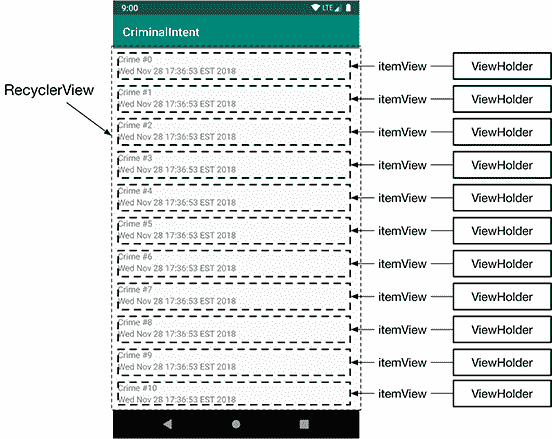 9:00 LTE
CriminalIntent
RecyclerView
Crime #0
Wed Nov 28 17:36:53 EST 2018
itemView
ViewHolder
Crime #1
Wed Nov 28 17:36:53 EST 2018
itemView
ViewHolder
Crime #2
Wed Nov 28 17:36:53 EST 2018
itemView
ViewHolder
Crime #3
Wed Nov 28 17:36:53 EST 2018
itemView
ViewHolder
Crime #4
Wed Nov 28 17:36:53 EST 2018
itemView
ViewHolder
Crime #5
Wed Nov 28 17:36:53 EST 2018
itemView
ViewHolder
Crime #6
Wed Nov 28 17:36:53 EST 2018
itemView
ViewHolder
Crime #7
Wed Nov 28 17:36:53 EST 2018
itemView
ViewHolder
Crime #8
Wed Nov 28 17:36:53 EST 2018
itemView
ViewHolder
Crime #9
Wed Nov 28 17:36:53 EST 2018
itemView
ViewHolder
Crime #10
Wed Nov 28 17:36:53 EST 2018
itemView
ViewHolder